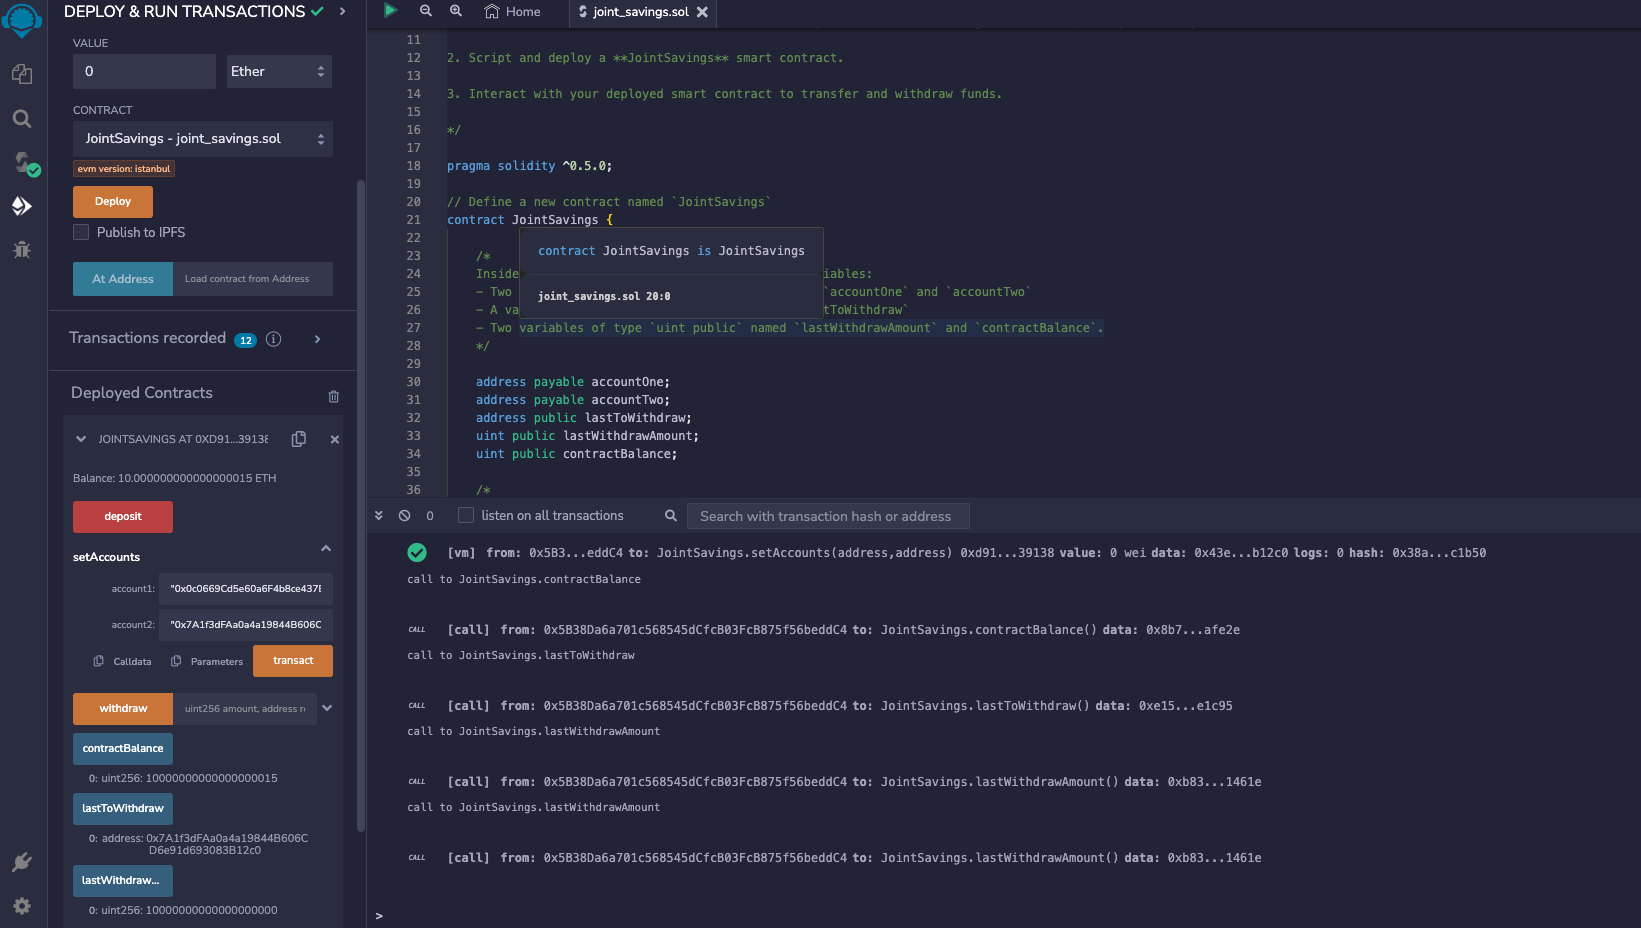 DEPLOY & RUN TRANSACTIONS
VALUE
0
Ether
CONTRACT
JointSavings - joint_savings.sol
evm version: istanbul
Deploy
Publish to IPFS
At Address
Load contract from Address
Transactions recorded 12 i
Deployed Contracts
JOINTSAVINGS AT 0XD91...39138
Balance: 10.000000000000000015 ETH
deposit
setAccounts
account1: "0x0c0669Cd5e60a6F4b8ce437E
account2: "0x7A1f3dFAa0a4a19844B606C
Calldata
Parameters
transact
withdraw
uint256 amount, address r
contractBalance
0: uint256: 10000000000000000015
lastToWithdraw
0: address: 0x7A1f3dFAa0a4a19844B606C
D6e91d693083B12c0
lastWithdraw...
0: uint256: 10000000000000000000
Home
joint_savings.sol
11
12 2. Script and deploy a **JointSavings** smart contract.
13
14 3. Interact with your deployed smart contract to transfer and withdraw funds.
15
16 */
17
18 pragma solidity ^0.5.0;
19
20 // Define a new contract named `JointSavings`
21 contract JointSavings {
22
contract JointSavings is JointSavings
joint_savings.sol 20:0
23 /*
24 Inside iables:
25 - Two `accountOne` and `accountTwo`
26 - A va tToWithdraw`
27 - Two variables of type `uint public` named `lastWithdrawAmount` and `contractBalance`.
28 */
29
30 address payable accountOne;
31 address payable accountTwo;
32 address public lastToWithdraw;
33 uint public lastWithdrawAmount;
34 uint public contractBalance;
35
36 /*
0
listen on all transactions
Search with transaction hash or address
[vm] from: 0x5B3...eddC4 to: JointSavings.setAccounts(address,address) 0xd91...39138 value: 0 wei data: 0x43e...b12c0 logs: 0 hash: 0x38a...c1b50
call to JointSavings.contractBalance
CALL [call] from: 0x5B38Da6a701c568545dCfcB03FcB875f56beddC4 to: JointSavings.contractBalance() data: 0x8b7...afe2e
call to JointSavings.lastToWithdraw
CALL [call] from: 0x5B38Da6a701c568545dCfcB03FcB875f56beddC4 to: JointSavings.lastToWithdraw() data: 0xe15...e1c95
call to JointSavings.lastWithdrawAmount
CALL [call] from: 0x5B38Da6a701c568545dCfcB03FcB875f56beddC4 to: JointSavings.lastWithdrawAmount() data: 0xb83...1461e
call to JointSavings.lastWithdrawAmount
CALL [call] from: 0x5B38Da6a701c568545dCfcB03FcB875f56beddC4 to: JointSavings.lastWithdrawAmount() data: 0xb83...1461e
>